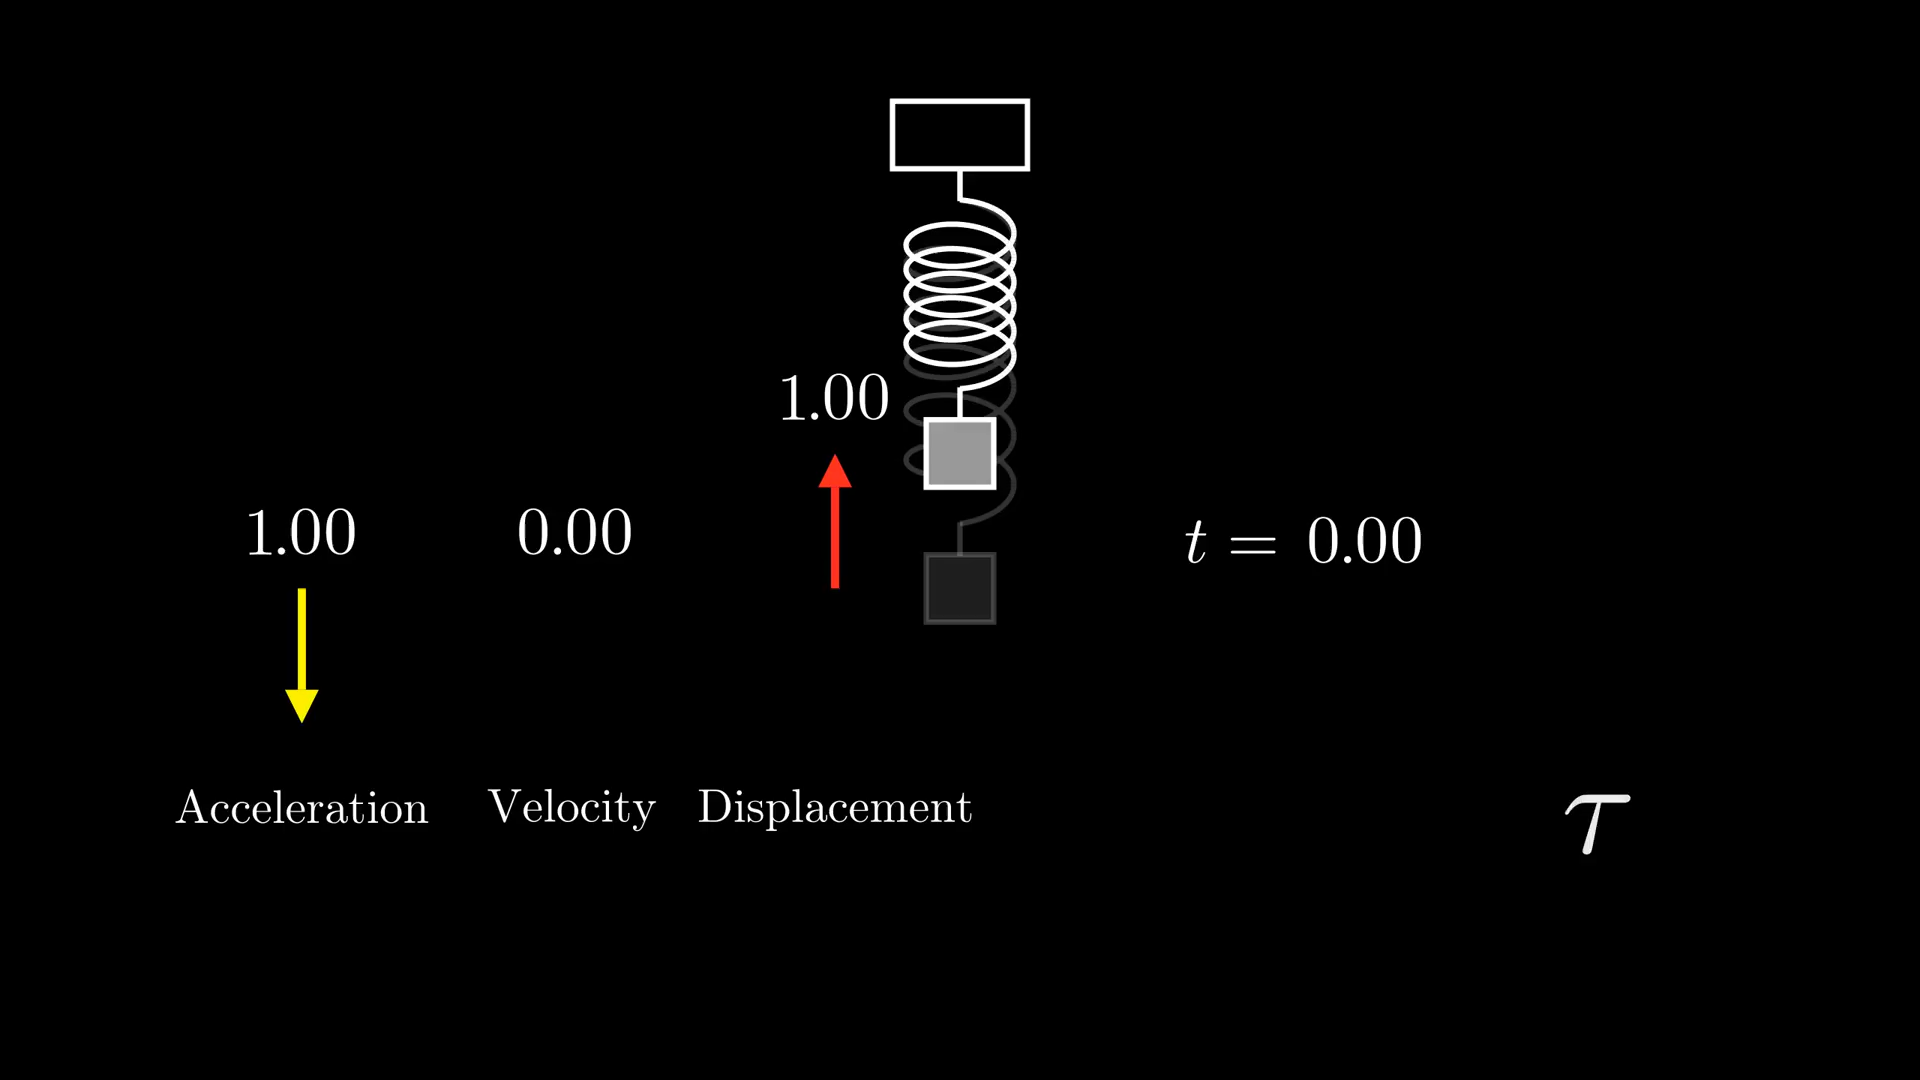 1.00
1.00 0.00
t = 0.00
Acceleration Velocity Displacement
τ